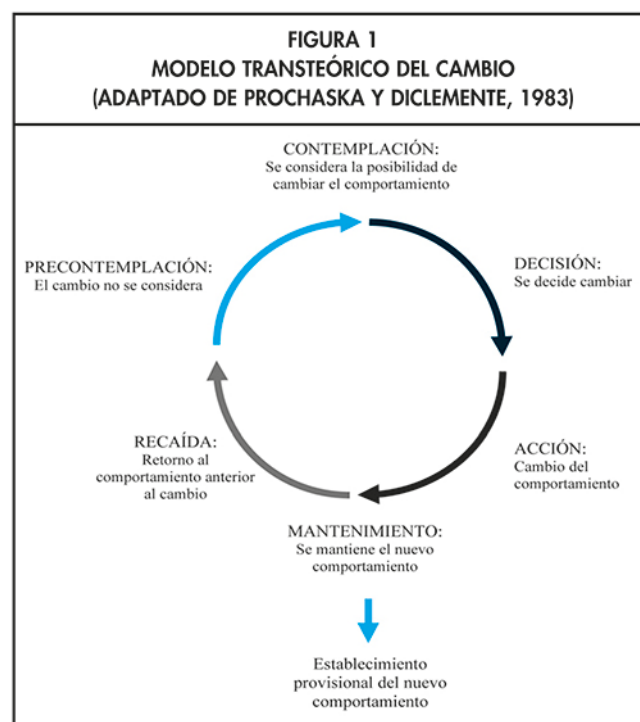 FIGURA 1
MODELO TRANSTEÓRICO DEL CAMBIO
(ADAPTADO DE PROCHASKA Y DICLEMENTE, 1983)
CONTEMPLACIÓN:
Se considera la posibilidad de
cambiar el comportamiento
PRECONTEMPLACIÓN:
El cambio no se considera
DECISIÓN:
Se decide cambiar
RECAÍDA:
Retorno al
comportamiento anterior
al cambio
ACCIÓN:
Cambio del
comportamiento
MANTENIMIENTO:
Se mantiene el nuevo
comportamiento
Establecimiento
provisional del nuevo
comportamiento